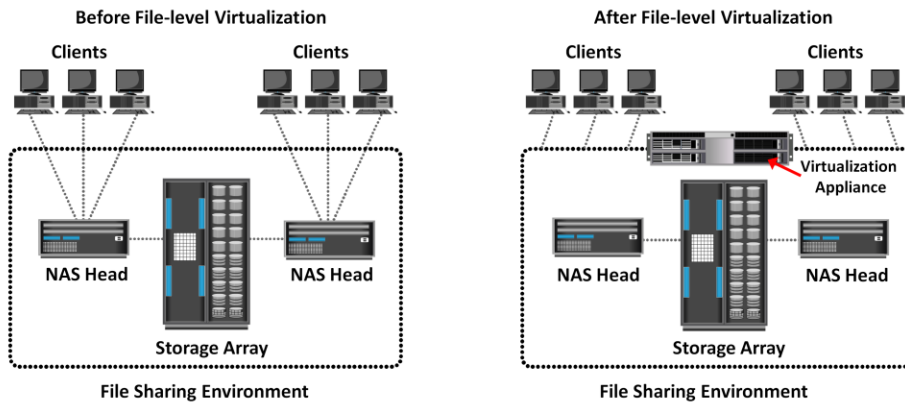 Before File-level Virtualization
Clients
Clients
NAS Head
NAS Head
Storage Array
File Sharing Environment
After File-level Virtualization
Clients
Clients
Virtualization
Appliance
NAS Head
NAS Head
Storage Array
File Sharing Environment